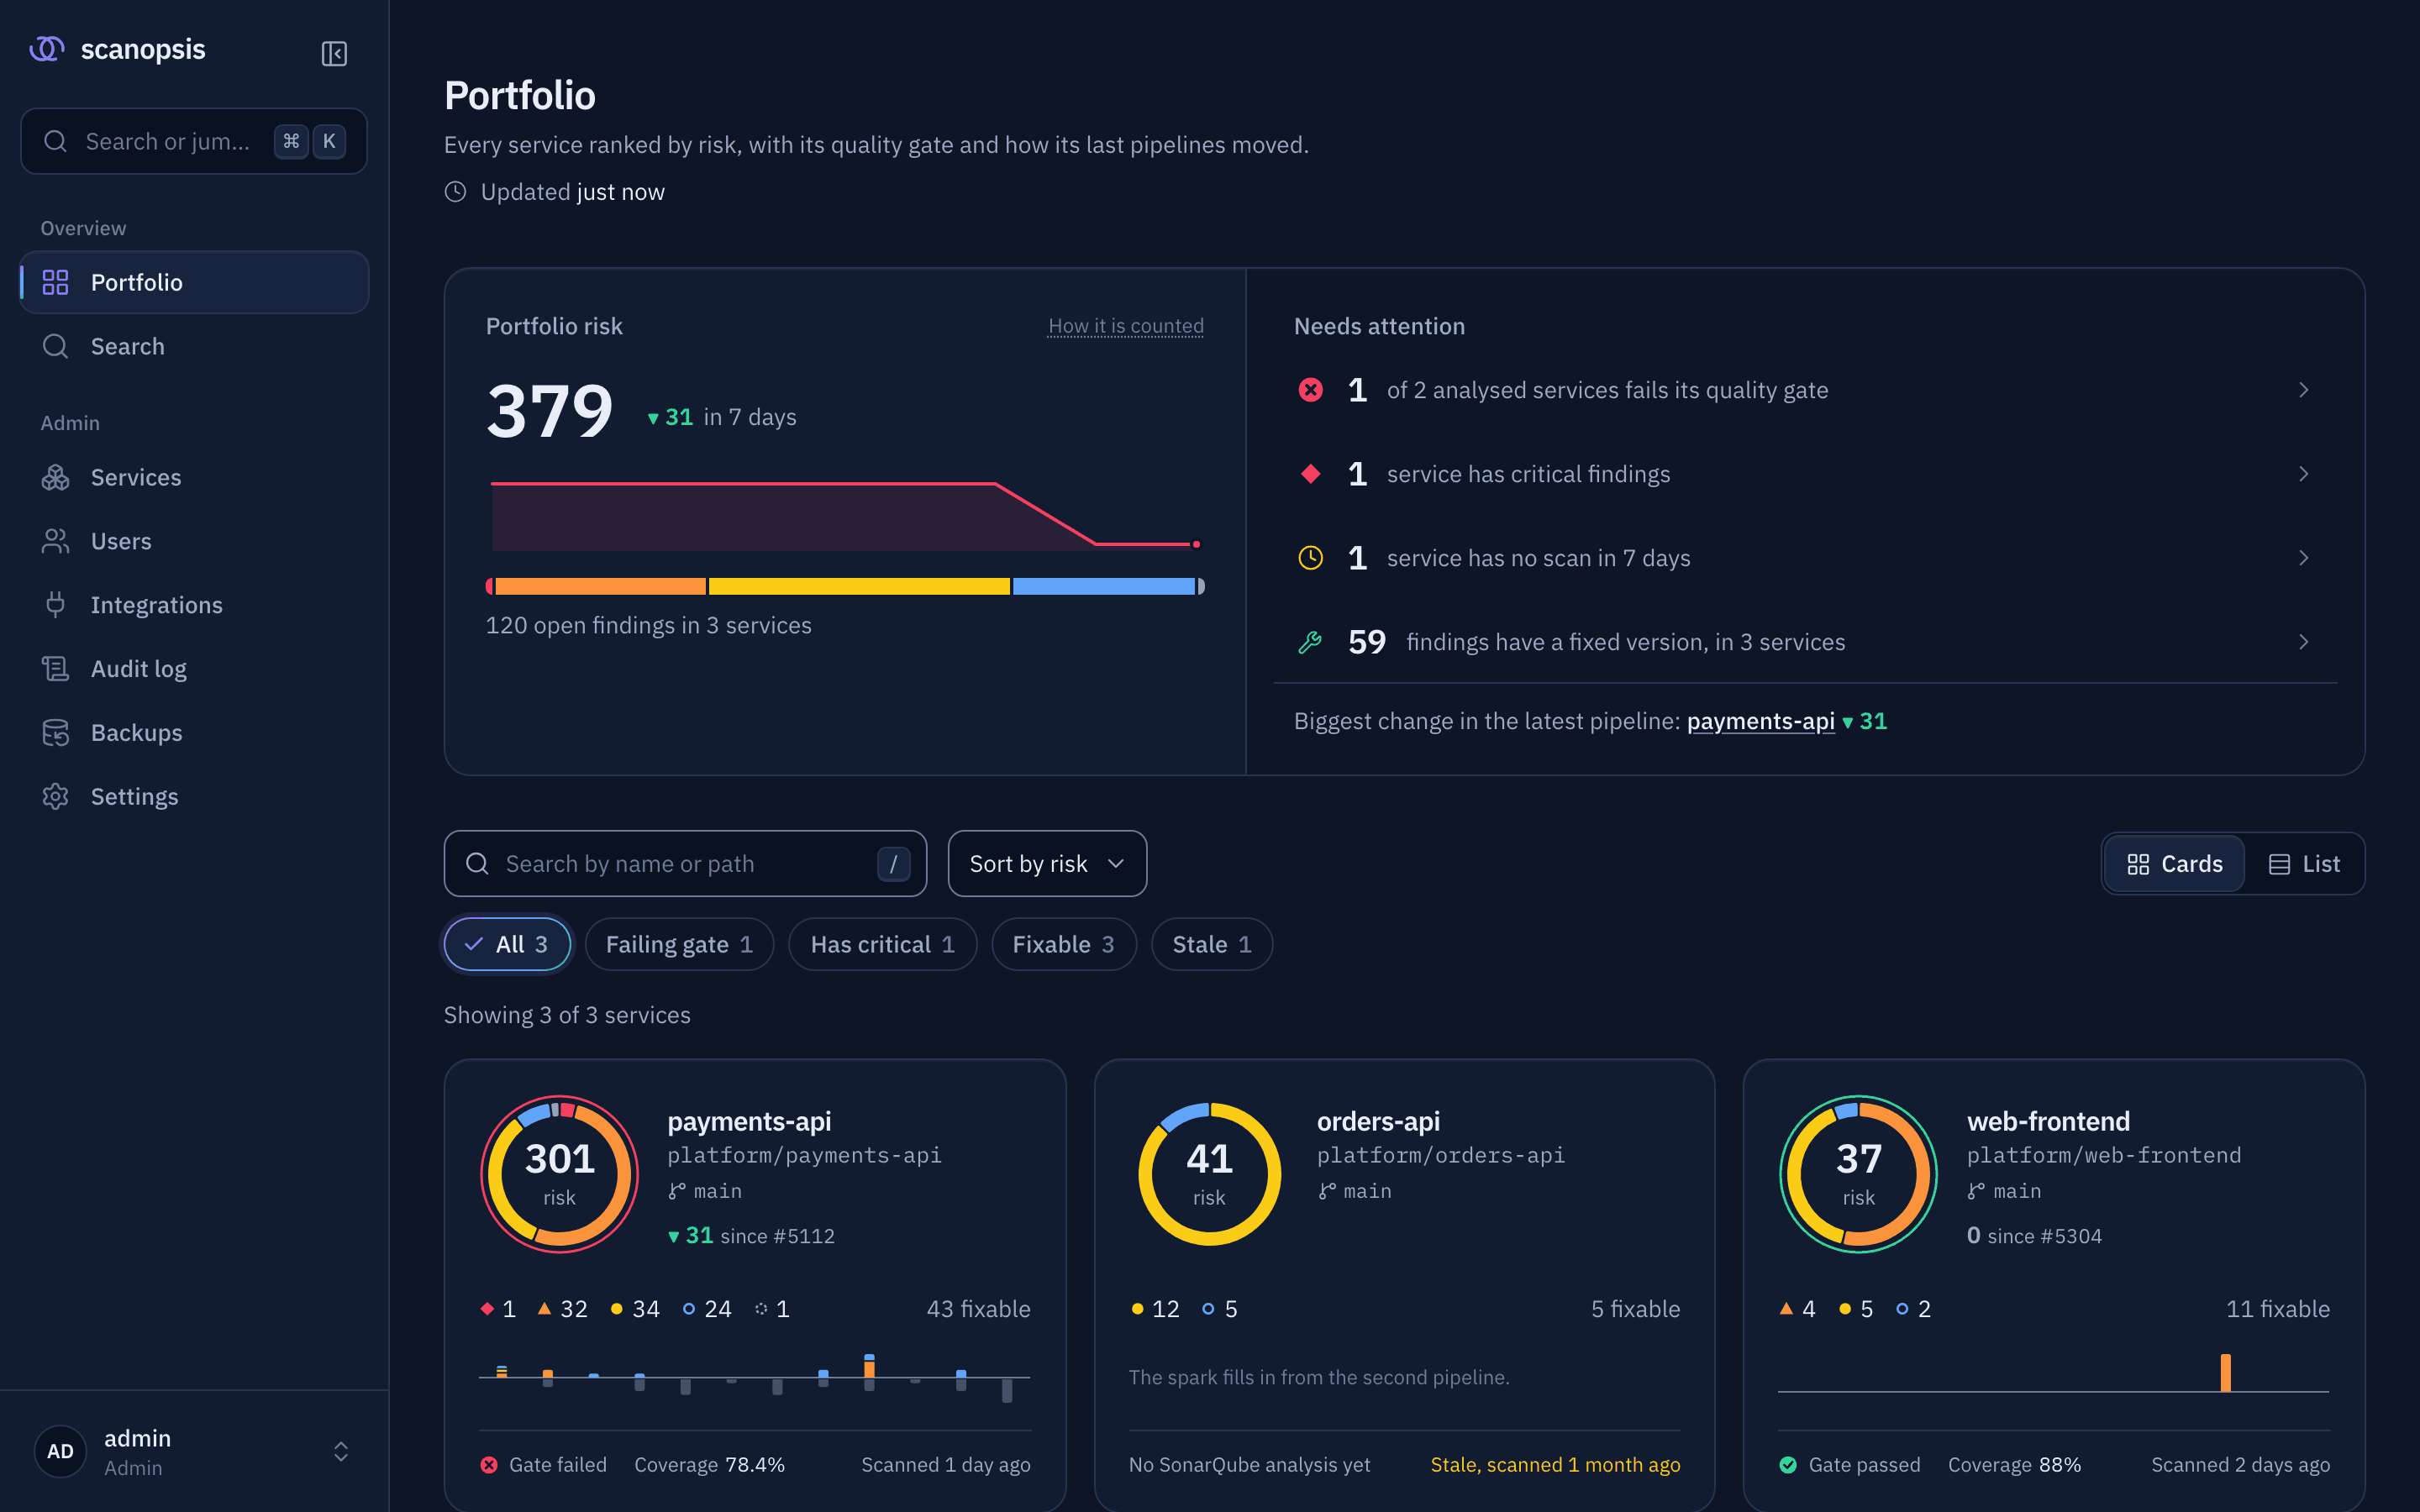 scanopsis
Search or jum... ⌘ K
Overview
Portfolio
Search
Admin
Services
Users
Integrations
Audit log
Backups
Settings
AD
admin
Admin
Portfolio
Every service ranked by risk, with its quality gate and how its last pipelines moved.
Updated just now
Portfolio risk
How it is counted
379 ▾ 31 in 7 days
120 open findings in 3 services
Needs attention
1 of 2 analysed services fails its quality gate
1 service has critical findings
1 service has no scan in 7 days
59 findings have a fixed version, in 3 services
Biggest change in the latest pipeline: payments-api ▾ 31
Search by name or path /
Sort by risk
Cards
List
All 3
Failing gate 1
Has critical 1
Fixable 3
Stale 1
Showing 3 of 3 services
301
risk
payments-api
platform/payments-api
main
▾ 31 since #5112
1 32 34 24 1
43 fixable
Gate failed
Coverage 78.4%
Scanned 1 day ago
41
risk
orders-api
platform/orders-api
main
12 5
5 fixable
The spark fills in from the second pipeline.
No SonarQube analysis yet
Stale, scanned 1 month ago
37
risk
web-frontend
platform/web-frontend
main
0 since #5304
4 5 2
11 fixable
Gate passed
Coverage 88%
Scanned 2 days ago